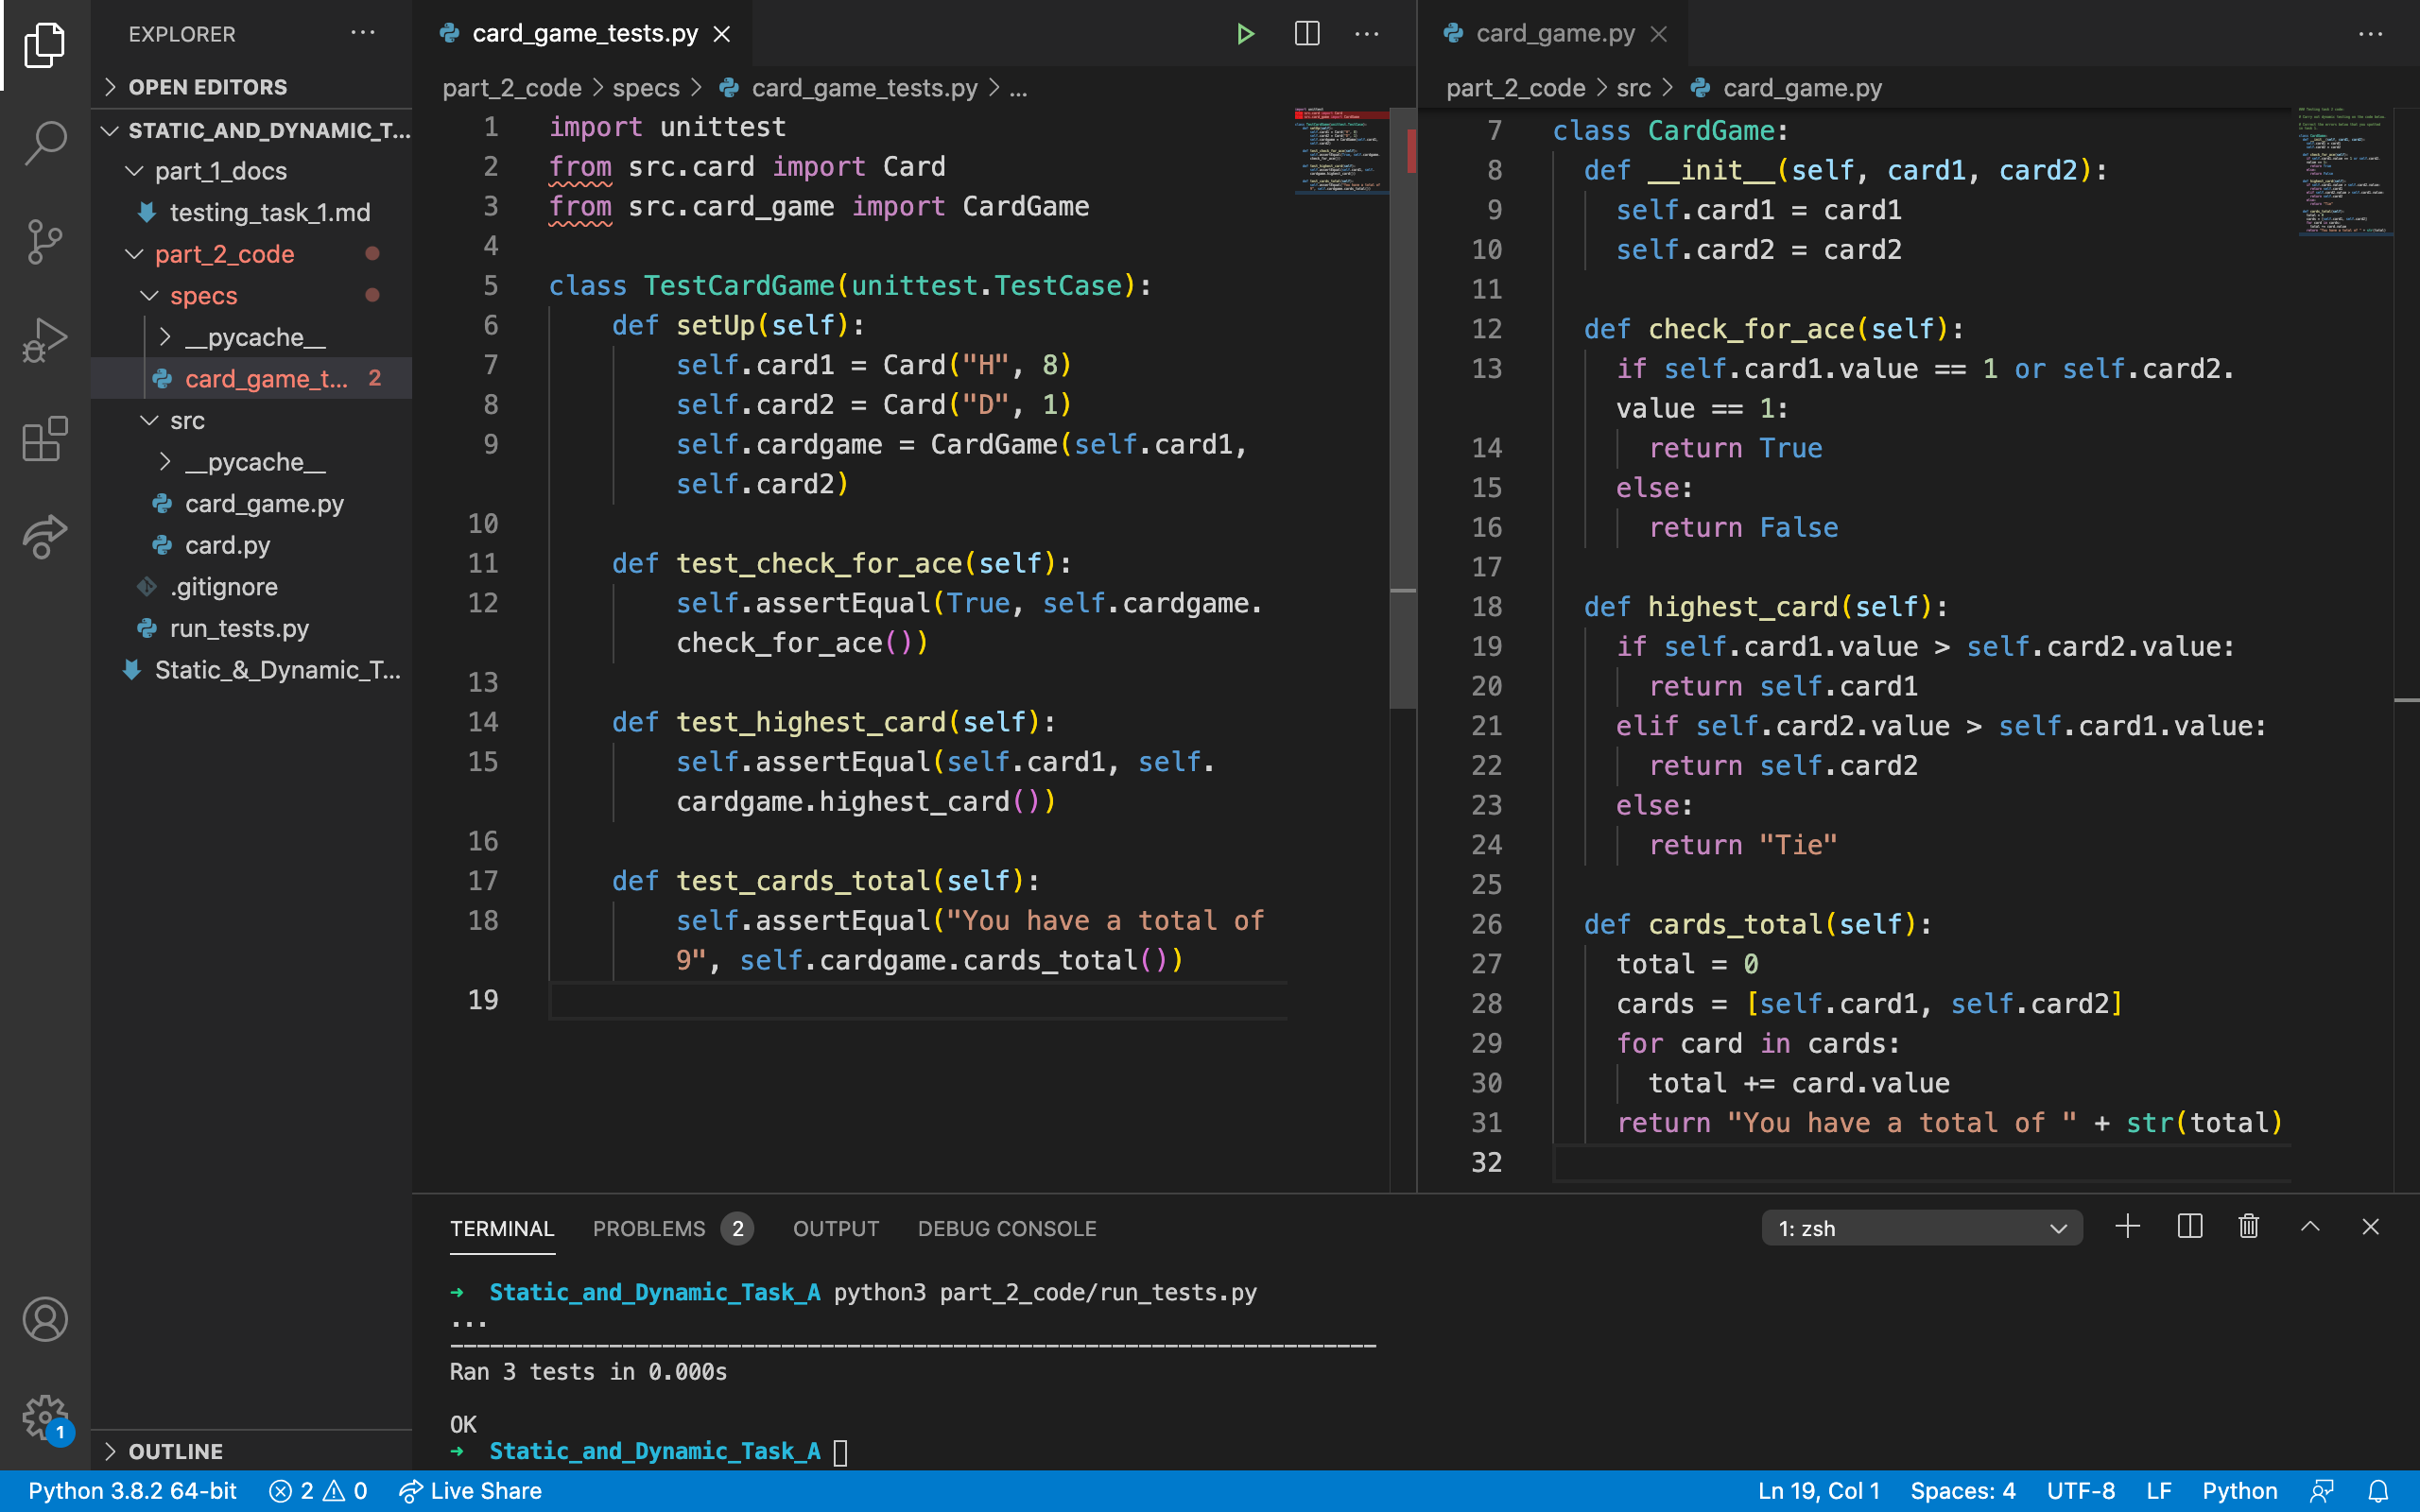 EXPLORER
OPEN EDITORS
STATIC_AND_DYNAMIC_T...
part_1_docs
testing_task_1.md
part_2_code
specs
__pycache__
card_game_t... 2
src
__pycache__
card_game.py
card.py
.gitignore
run_tests.py
Static_&_Dynamic_T...
OUTLINE
card_game_tests.py
part_2_code > specs > card_game_tests.py > ...
1 import unittest
2 from src.card import Card
3 from src.card_game import CardGame
4
5 class TestCardGame(unittest.TestCase):
6 def setUp(self):
7 self.card1 = Card("H", 8)
8 self.card2 = Card("D", 1)
9 self.cardgame = CardGame(self.card1,
self.card2)
10
11 def test_check_for_ace(self):
12 self.assertEqual(True, self.cardgame.
check_for_ace())
13
14 def test_highest_card(self):
15 self.assertEqual(self.card1, self.
cardgame.highest_card())
16
17 def test_cards_total(self):
18 self.assertEqual("You have a total of
9", self.cardgame.cards_total())
19
card_game.py
part_2_code > src > card_game.py
7 class CardGame:
8 def __init__(self, card1, card2):
9 self.card1 = card1
10 self.card2 = card2
11
12 def check_for_ace(self):
13 if self.card1.value == 1 or self.card2.
value == 1:
14 return True
15 else:
16 return False
17
18 def highest_card(self):
19 if self.card1.value > self.card2.value:
20 return self.card1
21 elif self.card2.value > self.card1.value:
22 return self.card2
23 else:
24 return "Tie"
25
26 def cards_total(self):
27 total = 0
28 cards = [self.card1, self.card2]
29 for card in cards:
30 total += card.value
31 return "You have a total of " + str(total)
32
TERMINAL PROBLEMS 2 OUTPUT DEBUG CONSOLE 1: zsh
➜ Static_and_Dynamic_Task_A python3 part_2_code/run_tests.py
...
----------------------------------------------------------------------
Ran 3 tests in 0.000s
OK
➜ Static_and_Dynamic_Task_A
1
Python 3.8.2 64-bit 2 0 Live Share Ln 19, Col 1 Spaces: 4 UTF-8 LF Python